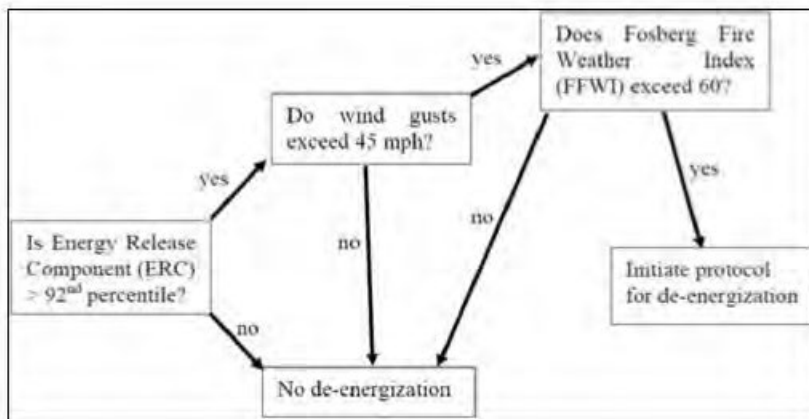 Does Fosberg Fire
Weather Index
(FFWI) exceed 60?
yes
Do wind gusts
exceed 45 mph?
yes
yes
no
no
Is Energy Release
Component (ERC)
> 92nd percentile?
Initiate protocol
for de-energization
no
No de-energization